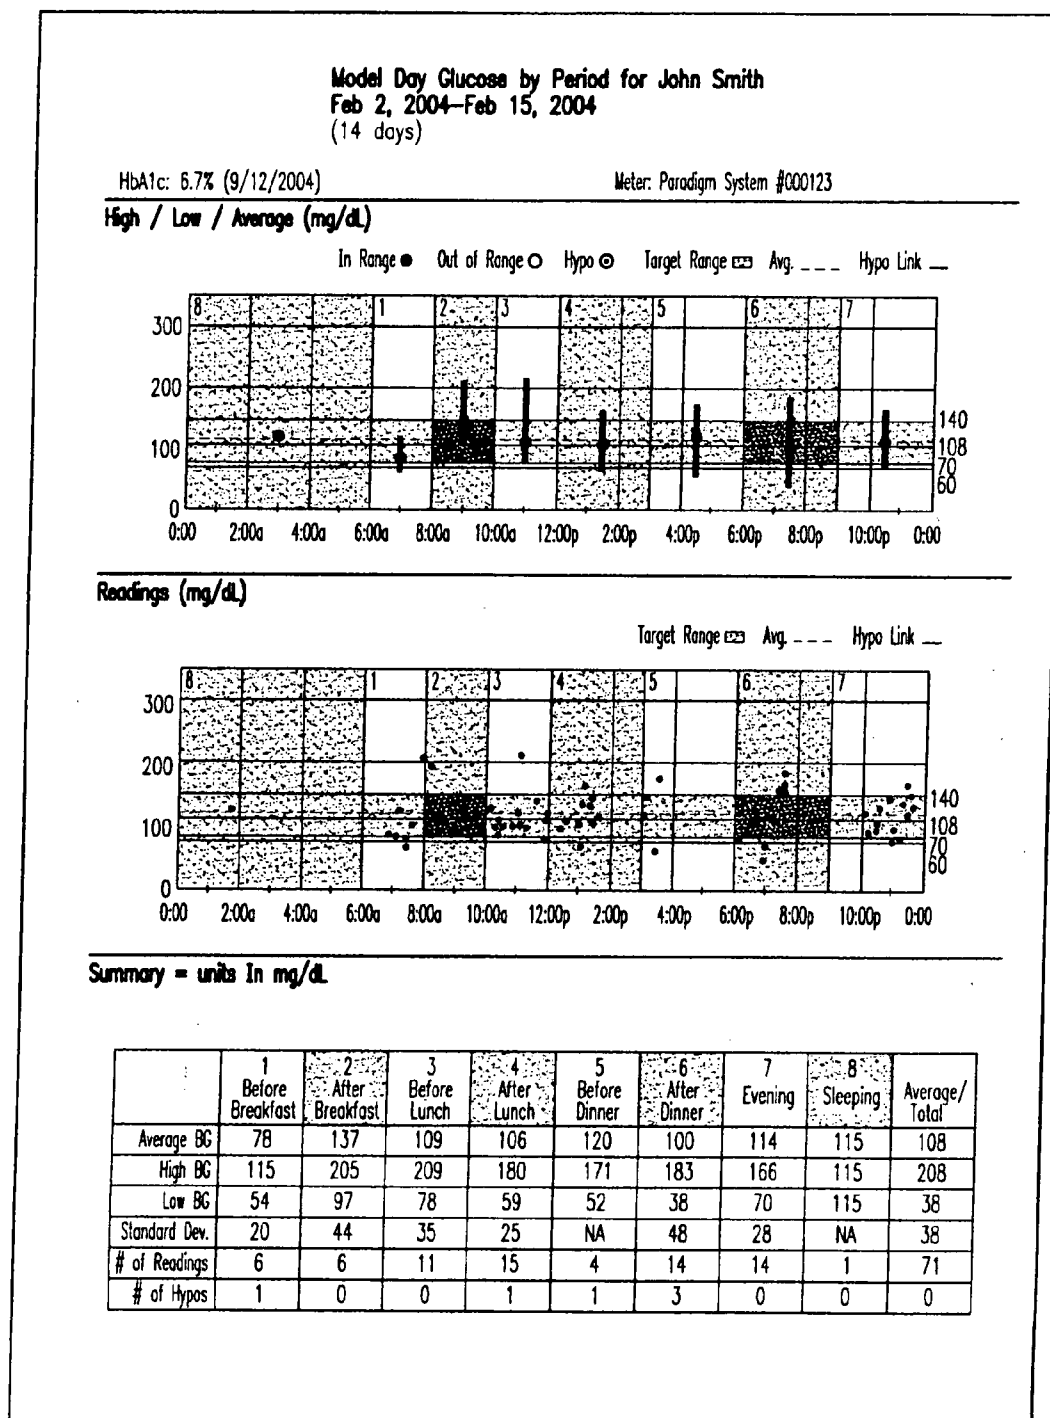 Model Day Glucose by Period for John Smith
Feb 2, 2004–Feb 15, 2004
(14 days)
HbA1c: 6.7% (9/12/2004) Meter: Paradigm System #000123
High / Low / Average (mg/dL)
In Range Out of Range Hypo Target Range Avg. --- Hypo Link —
8 1 2 3 4 5 6 7
300
200
100
0
140
108
70
60
0:00 2:00a 4:00a 6:00a 8:00a 10:00a 12:00p 2:00p 4:00p 6:00p 8:00p 10:00p 0:00
Readings (mg/dL)
Target Range Avg. --- Hypo Link —
8 1 2 3 4 5 6 7
300
200
100
0
140
108
70
60
0:00 2:00a 4:00a 6:00a 8:00a 10:00a 12:00p 2:00p 4:00p 6:00p 8:00p 10:00p 0:00
Summary = units In mg/dL
1 2 3 4 5 6 7 8
Before After Before After Before After Evening Sleeping Average/
Breakfast Breakfast Lunch Lunch Dinner Dinner Total
Average BG 78 137 109 106 120 100 114 115 108
High BG 115 205 209 180 171 183 166 115 208
Low BG 54 97 78 59 52 38 70 115 38
Standard Dev. 20 44 35 25 NA 48 28 NA 38
# of Readings 6 6 11 15 4 14 14 1 71
# of Hypos 1 0 0 1 1 3 0 0 0